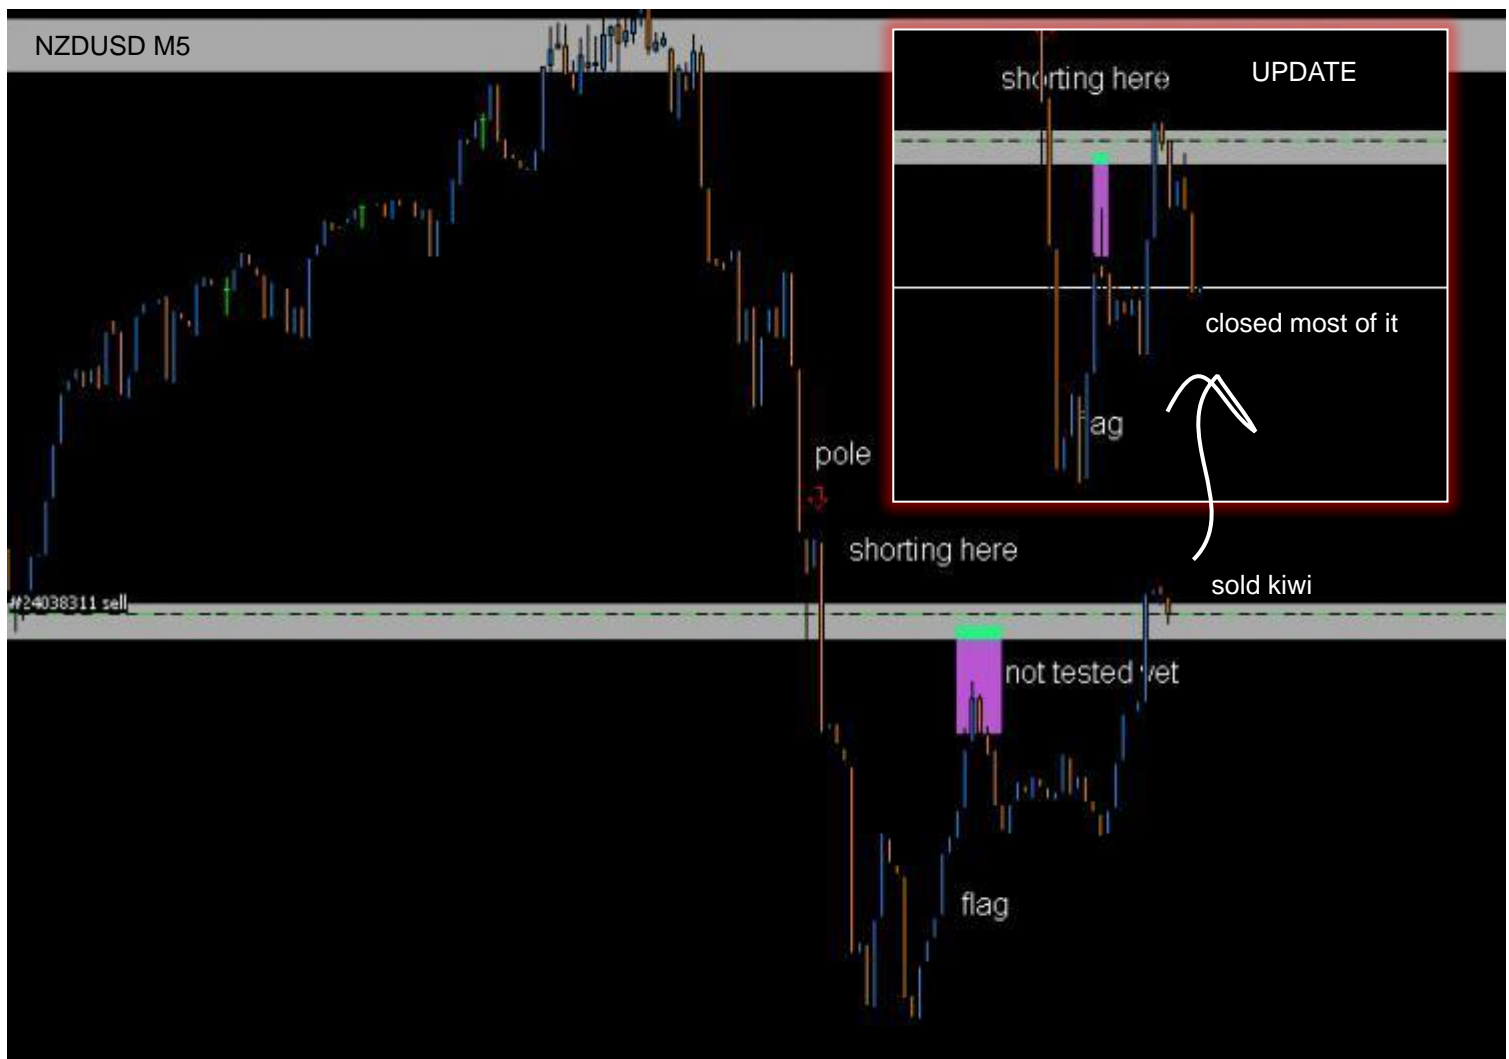 NZDUSD M5
shorting here
UPDATE
closed most of it
flag
pole
shorting here
#24038311 sell
sold kiwi
not tested yet
flag